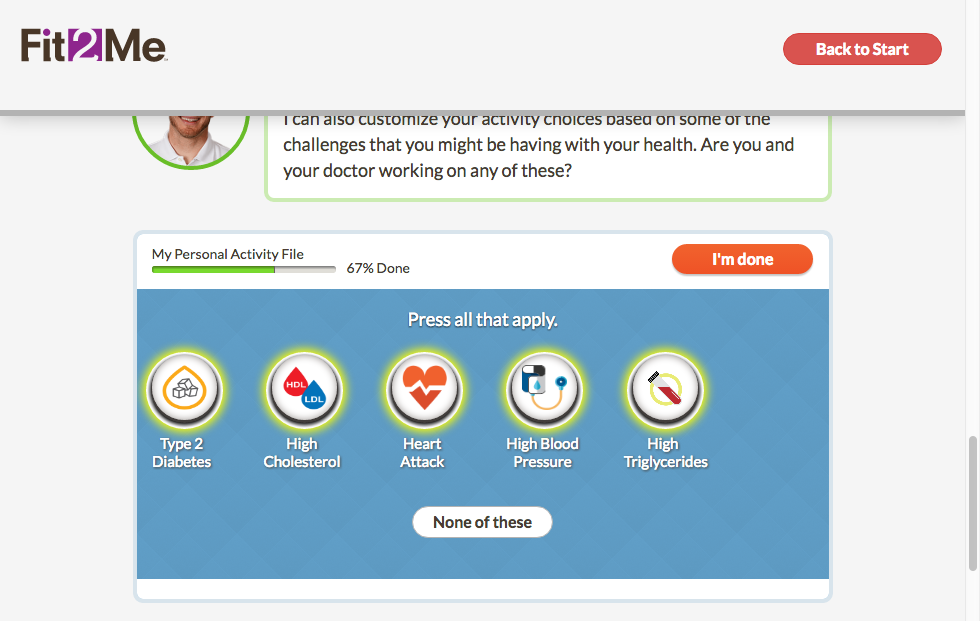 Fit2Me
Back to Start
I can also customize your activity choices based on some of the
challenges that you might be having with your health. Are you and
your doctor working on any of these?
My Personal Activity File
67% Done
I'm done
Press all that apply.
HDL
LDL
Type 2
Diabetes
High
Cholesterol
Heart
Attack
High Blood
Pressure
High
Triglycerides
None of these